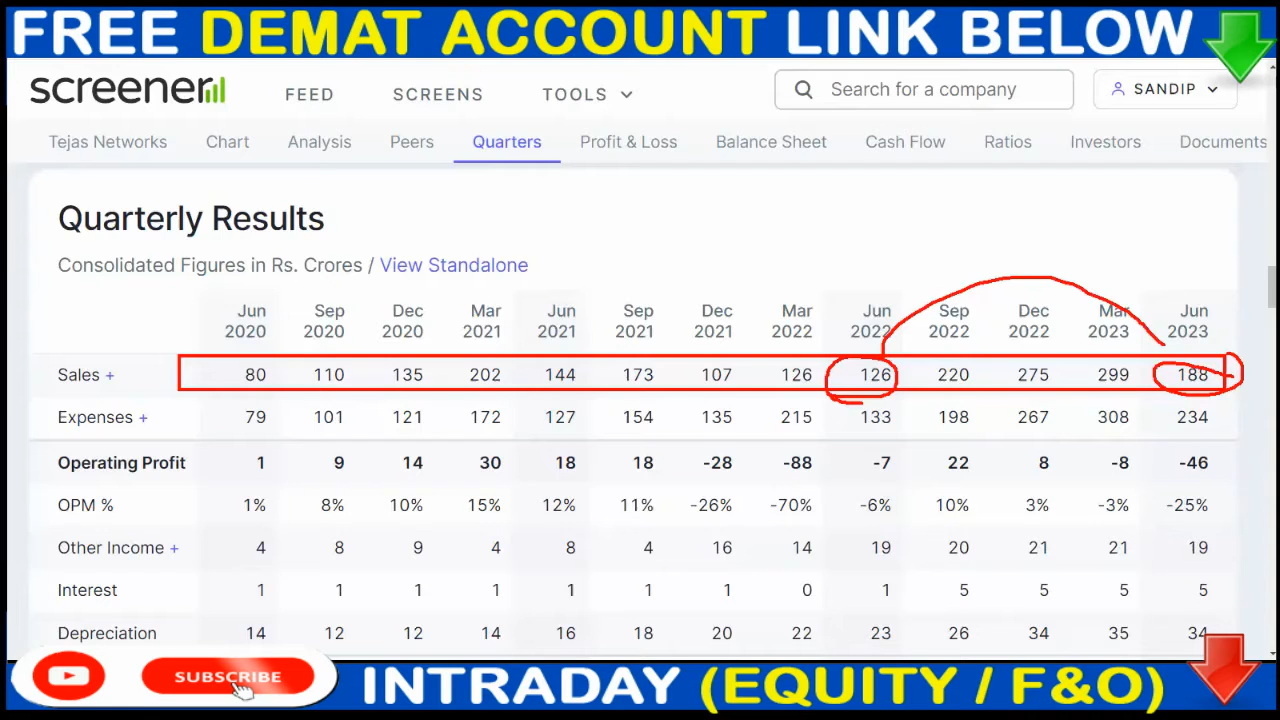 FREE DEMAT ACCOUNT LINK BELOW
screener FEED SCREENS TOOLS Search for a company SANDIP
Tejas Networks Chart Analysis Peers Quarters Profit & Loss Balance Sheet Cash Flow Ratios Investors Documents
Quarterly Results
Consolidated Figures in Rs. Crores / View Standalone
Jun Sep Dec Mar Jun Sep Dec Mar Jun Sep Dec Mar Jun
2020 2020 2020 2021 2021 2021 2021 2022 2022 2022 2022 2023 2023
Sales + 80 110 135 202 144 173 107 126 126 220 275 299 188
Expenses + 79 101 121 172 127 154 135 215 133 198 267 308 234
Operating Profit 1 9 14 30 18 18 -28 -88 -7 22 8 -8 -46
OPM % 1% 8% 10% 15% 12% 11% -26% -70% -6% 10% 3% -3% -25%
Other Income + 4 8 9 4 8 4 16 14 19 20 21 21 19
Interest 1 1 1 1 1 1 1 0 1 5 5 5 5
Depreciation 14 12 12 14 16 18 20 22 23 26 34 35 34
SUBSCRIBE INTRADAY (EQUITY / F&O)